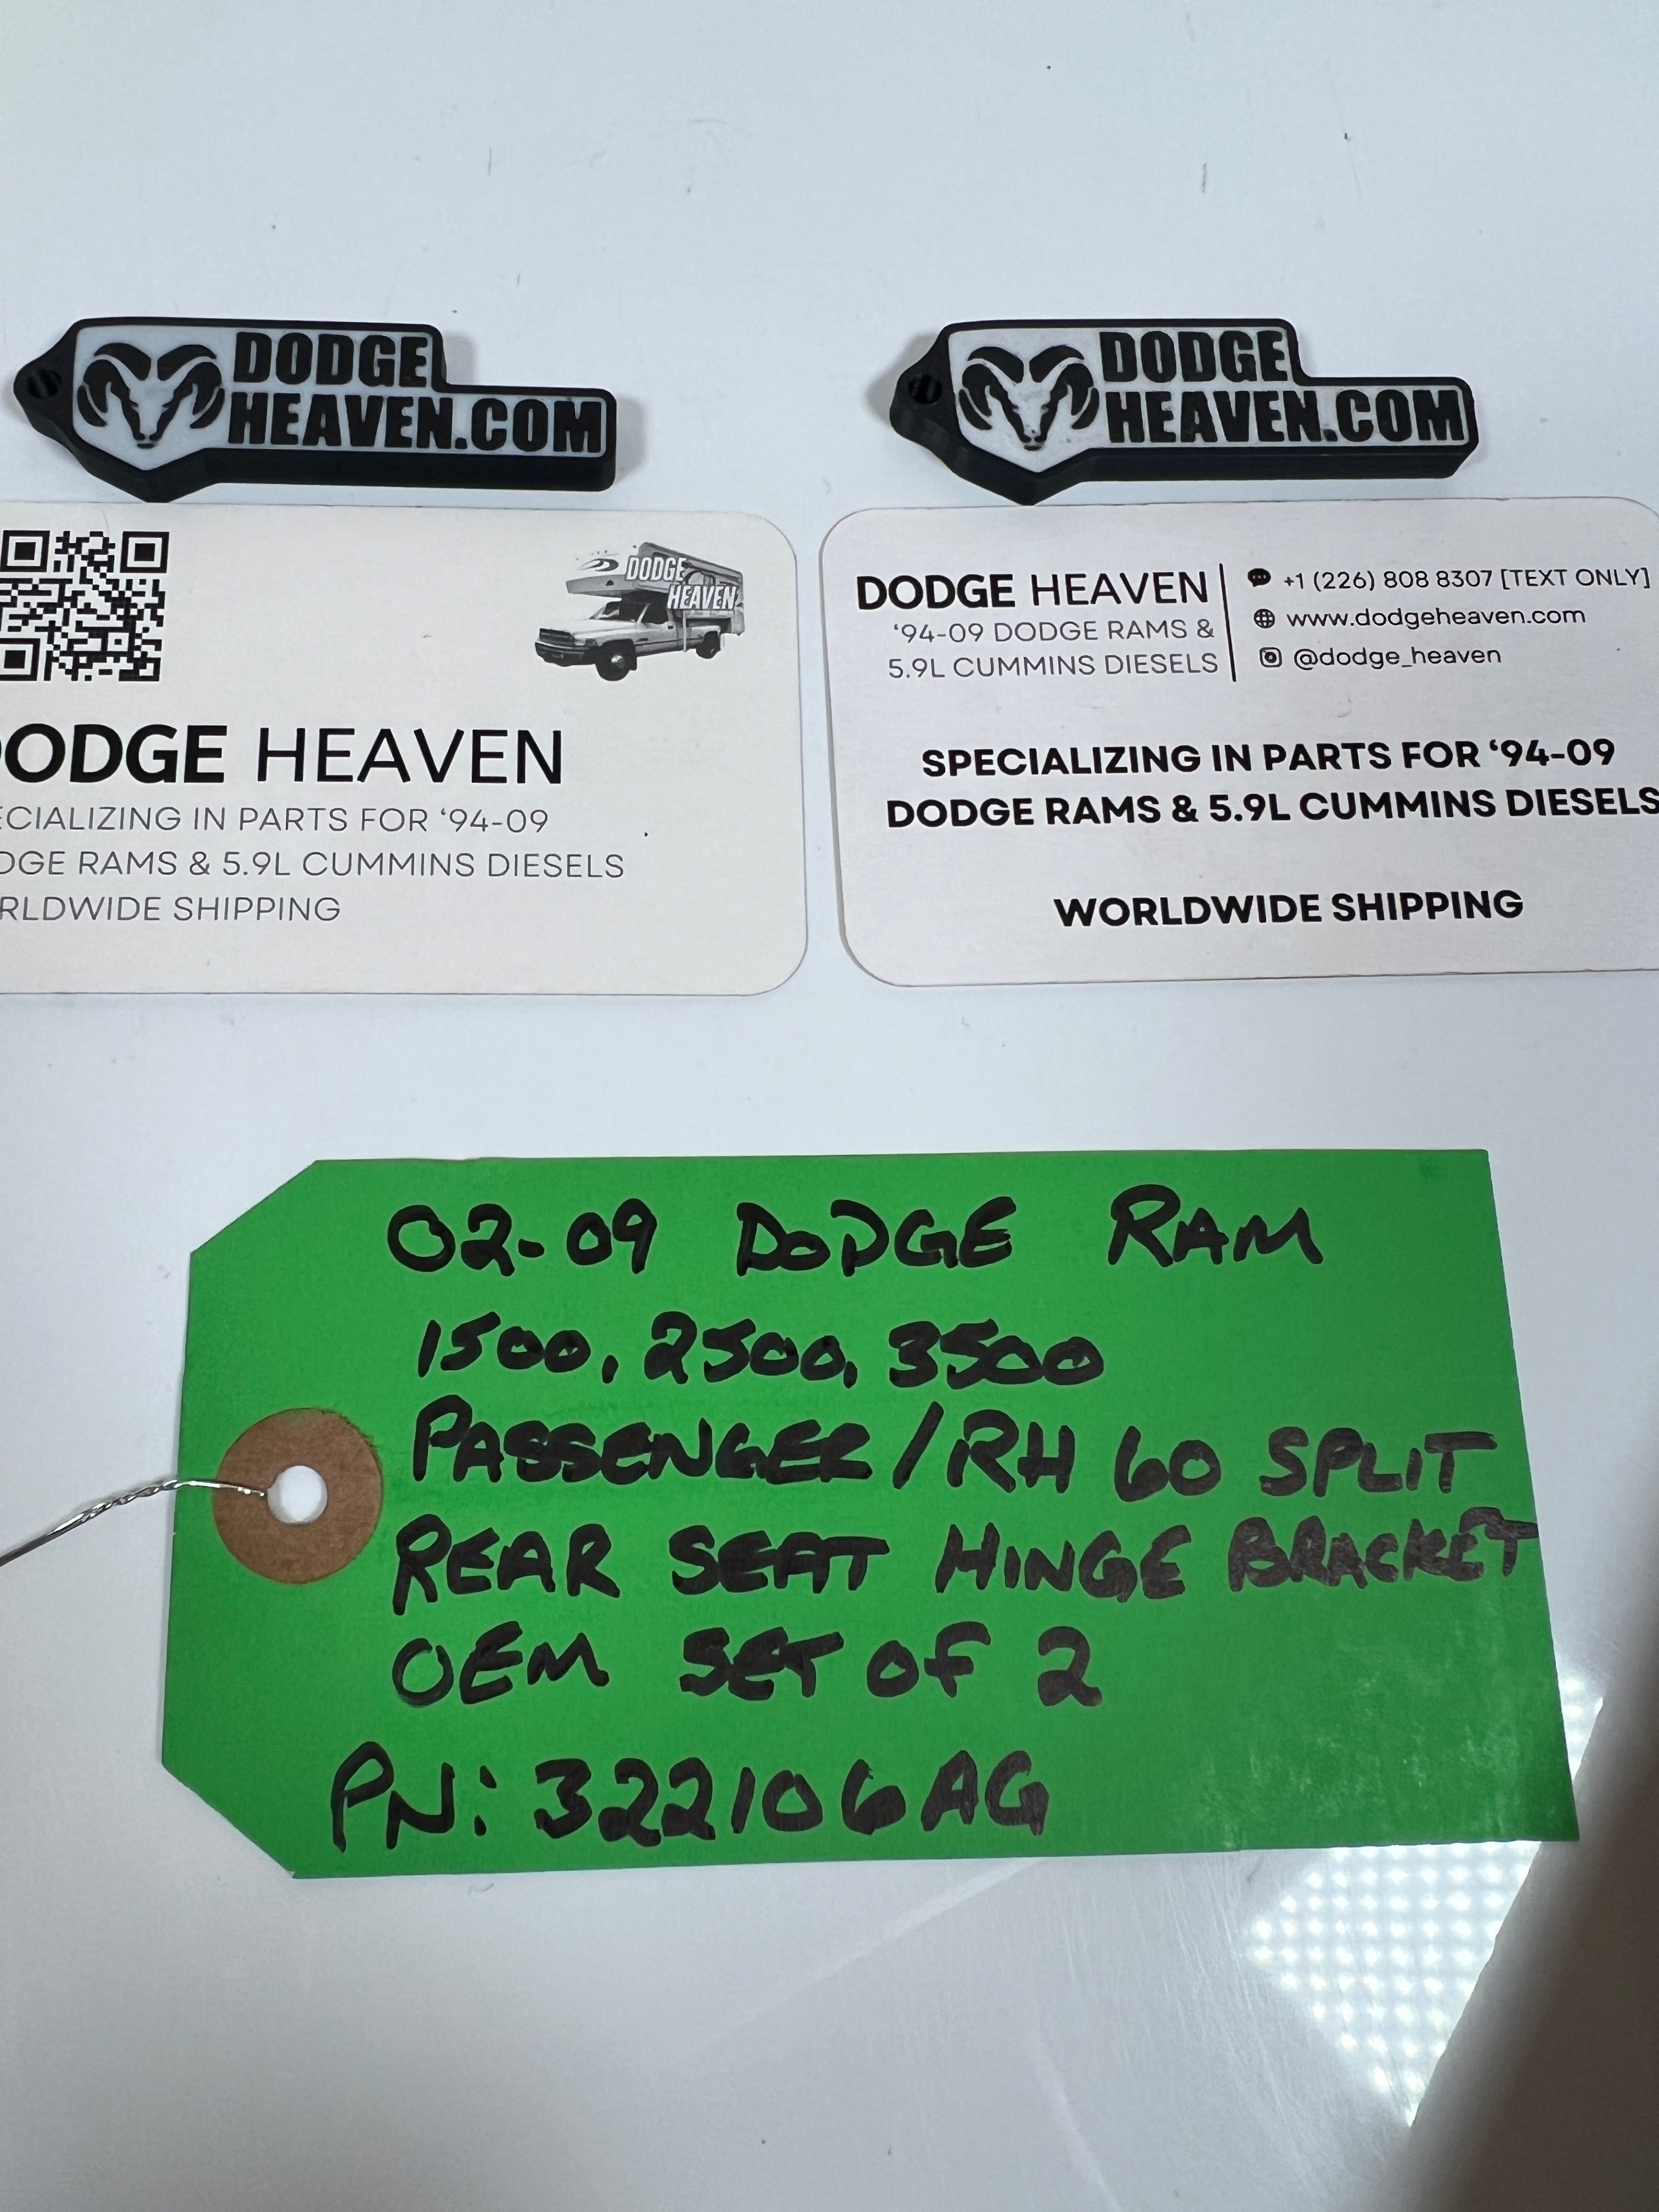 DODGE
HEAVEN.COM
DODGE
HEAVEN.COM
DODGE
HEAVEN
ODGE HEAVEN
ECIALIZING IN PARTS FOR ‘94-09
DGE RAMS & 5.9L CUMMINS DIESELS
RLDWIDE SHIPPING
DODGE HEAVEN
‘94-09 DODGE RAMS &
5.9L CUMMINS DIESELS
+1 (226) 808 8307 [TEXT ONLY]
www.dodgeheaven.com
@dodge_heaven
SPECIALIZING IN PARTS FOR ‘94-09
DODGE RAMS & 5.9L CUMMINS DIESELS
WORLDWIDE SHIPPING
02-09 DODGE RAM
1500, 2500, 3500
PASSENGER/RH 60 SPLIT
REAR SEAT HINGE BRACKET
OEM SET OF 2
PN: 322106AG